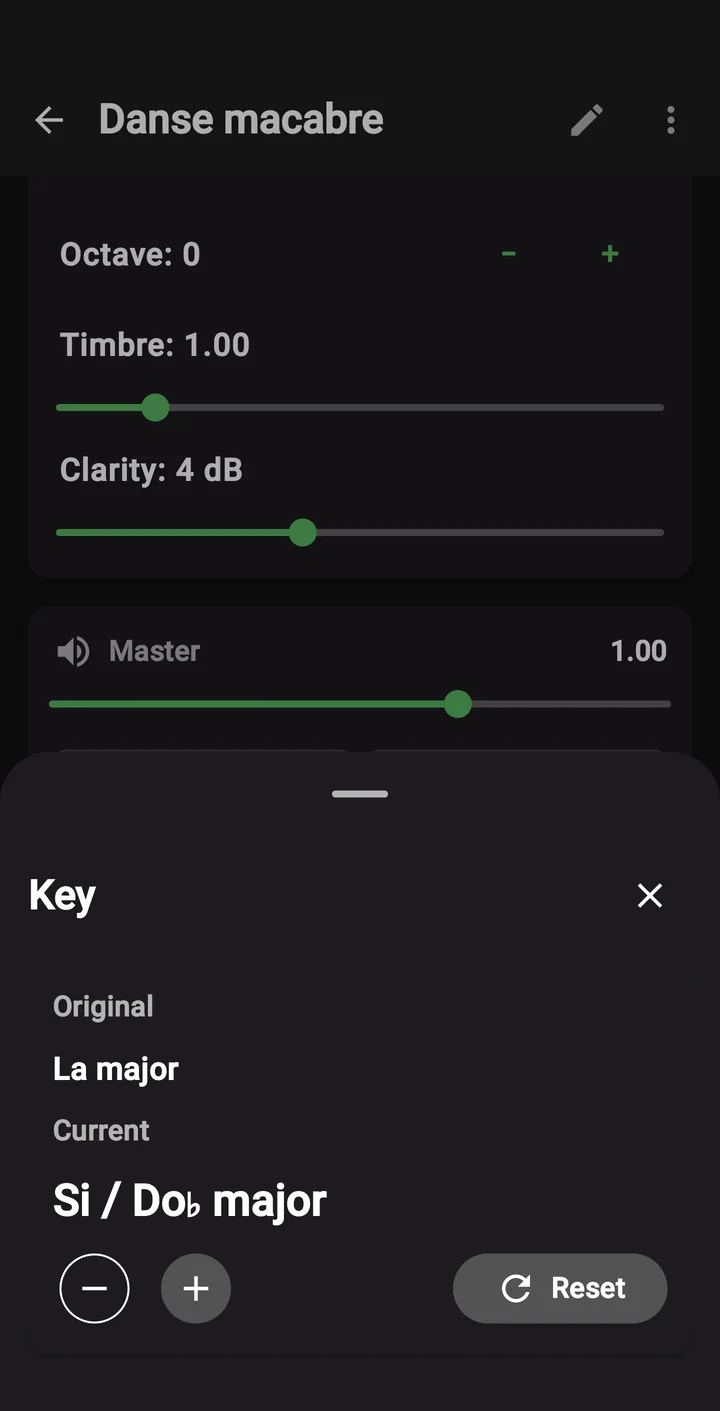 Danse macabre
Octave: 0 - +
Timbre: 1.00
Clarity: 4 dB
Master 1.00
Key
Original
La major
Current
Si / Do♭ major
Reset